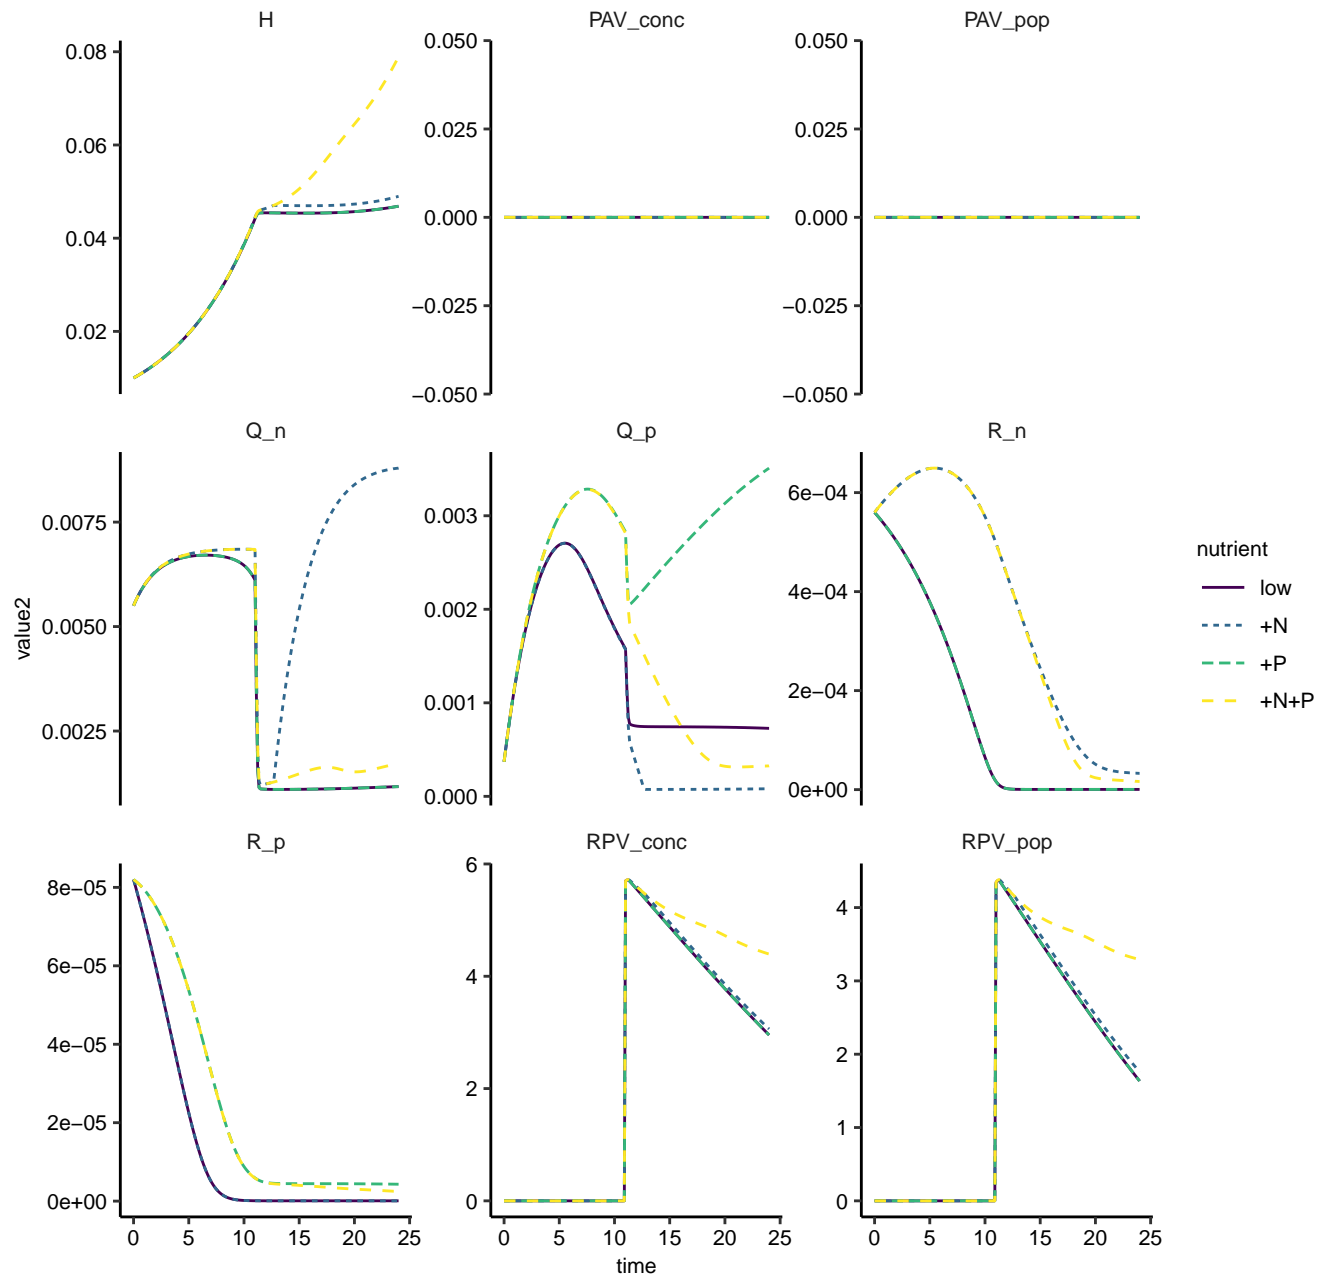 H
PAV_conc
PAV_pop
0.08
0.06
0.04
0.02
0.050
0.025
0.000
−0.025
−0.050
0.050
0.025
0.000
−0.025
−0.050
Q_n
Q_p
R_n
0.0075
0.0050
0.0025
0.003
0.002
0.001
0.000
6e−04
4e−04
2e−04
0e+00
value2
nutrient
low
+N
+P
+N+P
R_p
RPV_conc
RPV_pop
8e−05
6e−05
4e−05
2e−05
0e+00
6
4
2
0
4
3
2
1
0
0 5 10 15 20 25
0 5 10 15 20 25
0 5 10 15 20 25
time